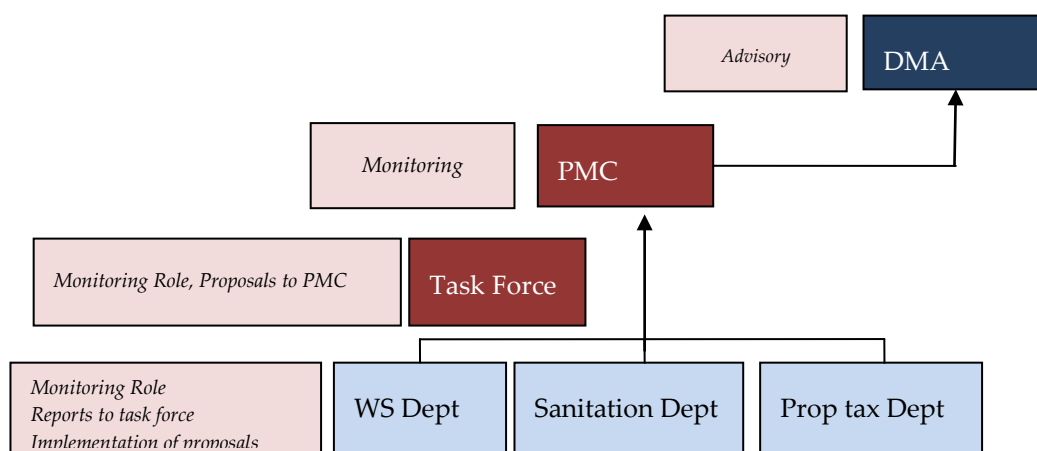 Advisory
DMA
Monitoring
PMC
Monitoring Role, Proposals to PMC
Task Force
Monitoring Role
Reports to task force
Implementation of proposals
WS Dept
Sanitation Dept
Prop tax Dept